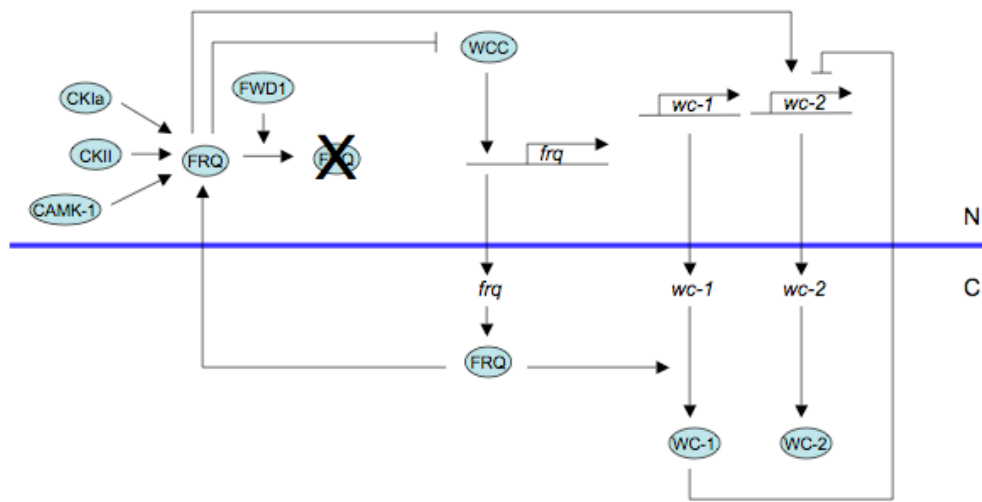 WCC
FWD1
CKIa
wc-1
wc-2
CKII
FRQ
frq
CAMK-1
N
C
frq
wc-1
wc-2
FRQ
WC-1
WC-2